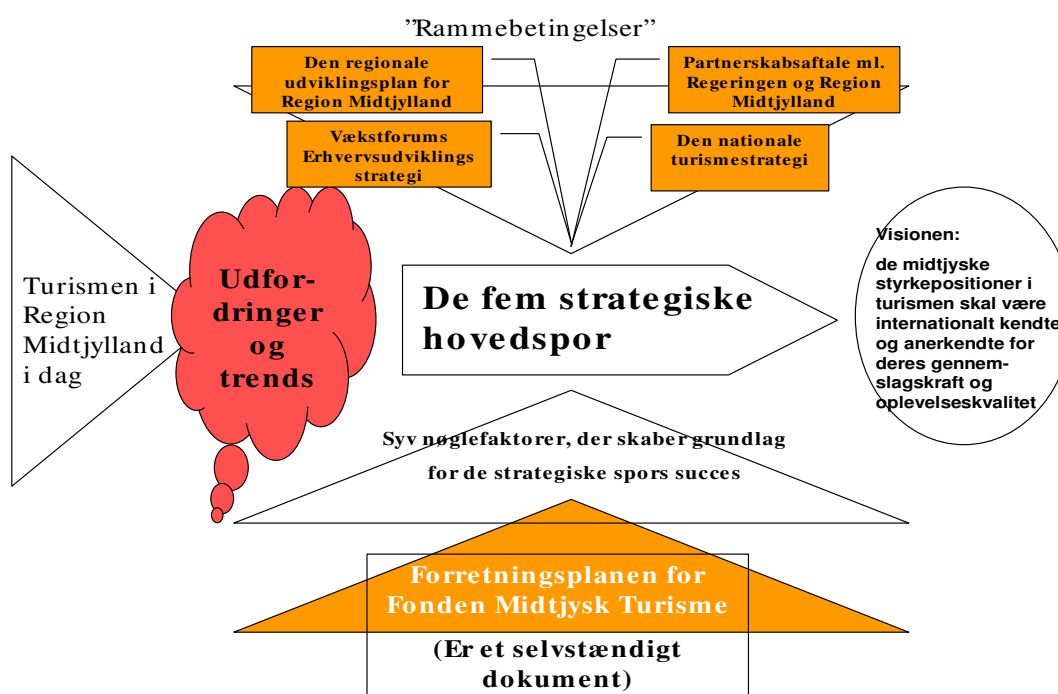 ”Rammebetingelser”
Den regionale
udviklingsplan for
Region Midtjylland
Partnerskabsaftale ml.
Regeringen og Region
Midtjylland
Vækstforums
Erhvervsudviklings
strategi
Den nationale
turismestrategi
Turismen i
Region
Midtjylland
i dag
Udfor-
dringer
og
trends
De fem strategiske
hovedspor
Visionen:
de midtjyske
styrkepositioner i
turismen skal være
internationalt kendte
og anerkendte for
deres gennem-
slagskraft og
oplevelseskvalitet
Syv nøglefaktorer, der skaber grundlag
for de strategiske spors succes
Forretningsplanen for
Fonden Midtjysk Turisme
(Er et selvstændigt
dokument)